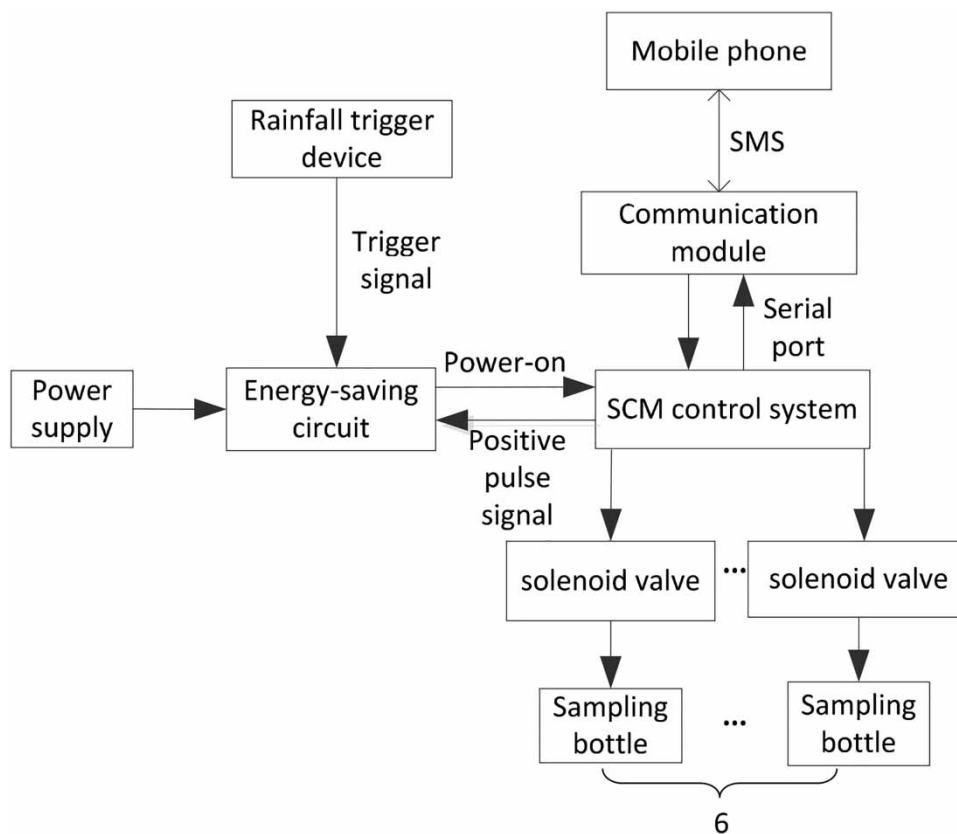 Mobile phone
Rainfall trigger
device
SMS
Communication
module
Trigger
signal
Serial
port
Power-on
Power
supply
Energy-saving
circuit
SCM control system
Positive
pulse
signal
solenoid valve
...
solenoid valve
Sampling
bottle
...
Sampling
bottle
6